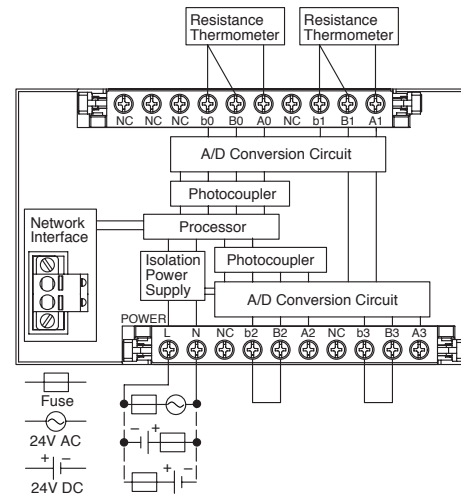 Resistance Thermometer
Resistance Thermometer
NC NC NC b0 B0 A0 NC b1 B1 A1
A/D Conversion Circuit
Photocoupler
Network Interface
Processor
Isolation Power Supply
Photocoupler
A/D Conversion Circuit
POWER
L N NC b2 B2 A2 NC b3 B3 A3
Fuse
24V AC
+ −
24V DC
− +
+ −